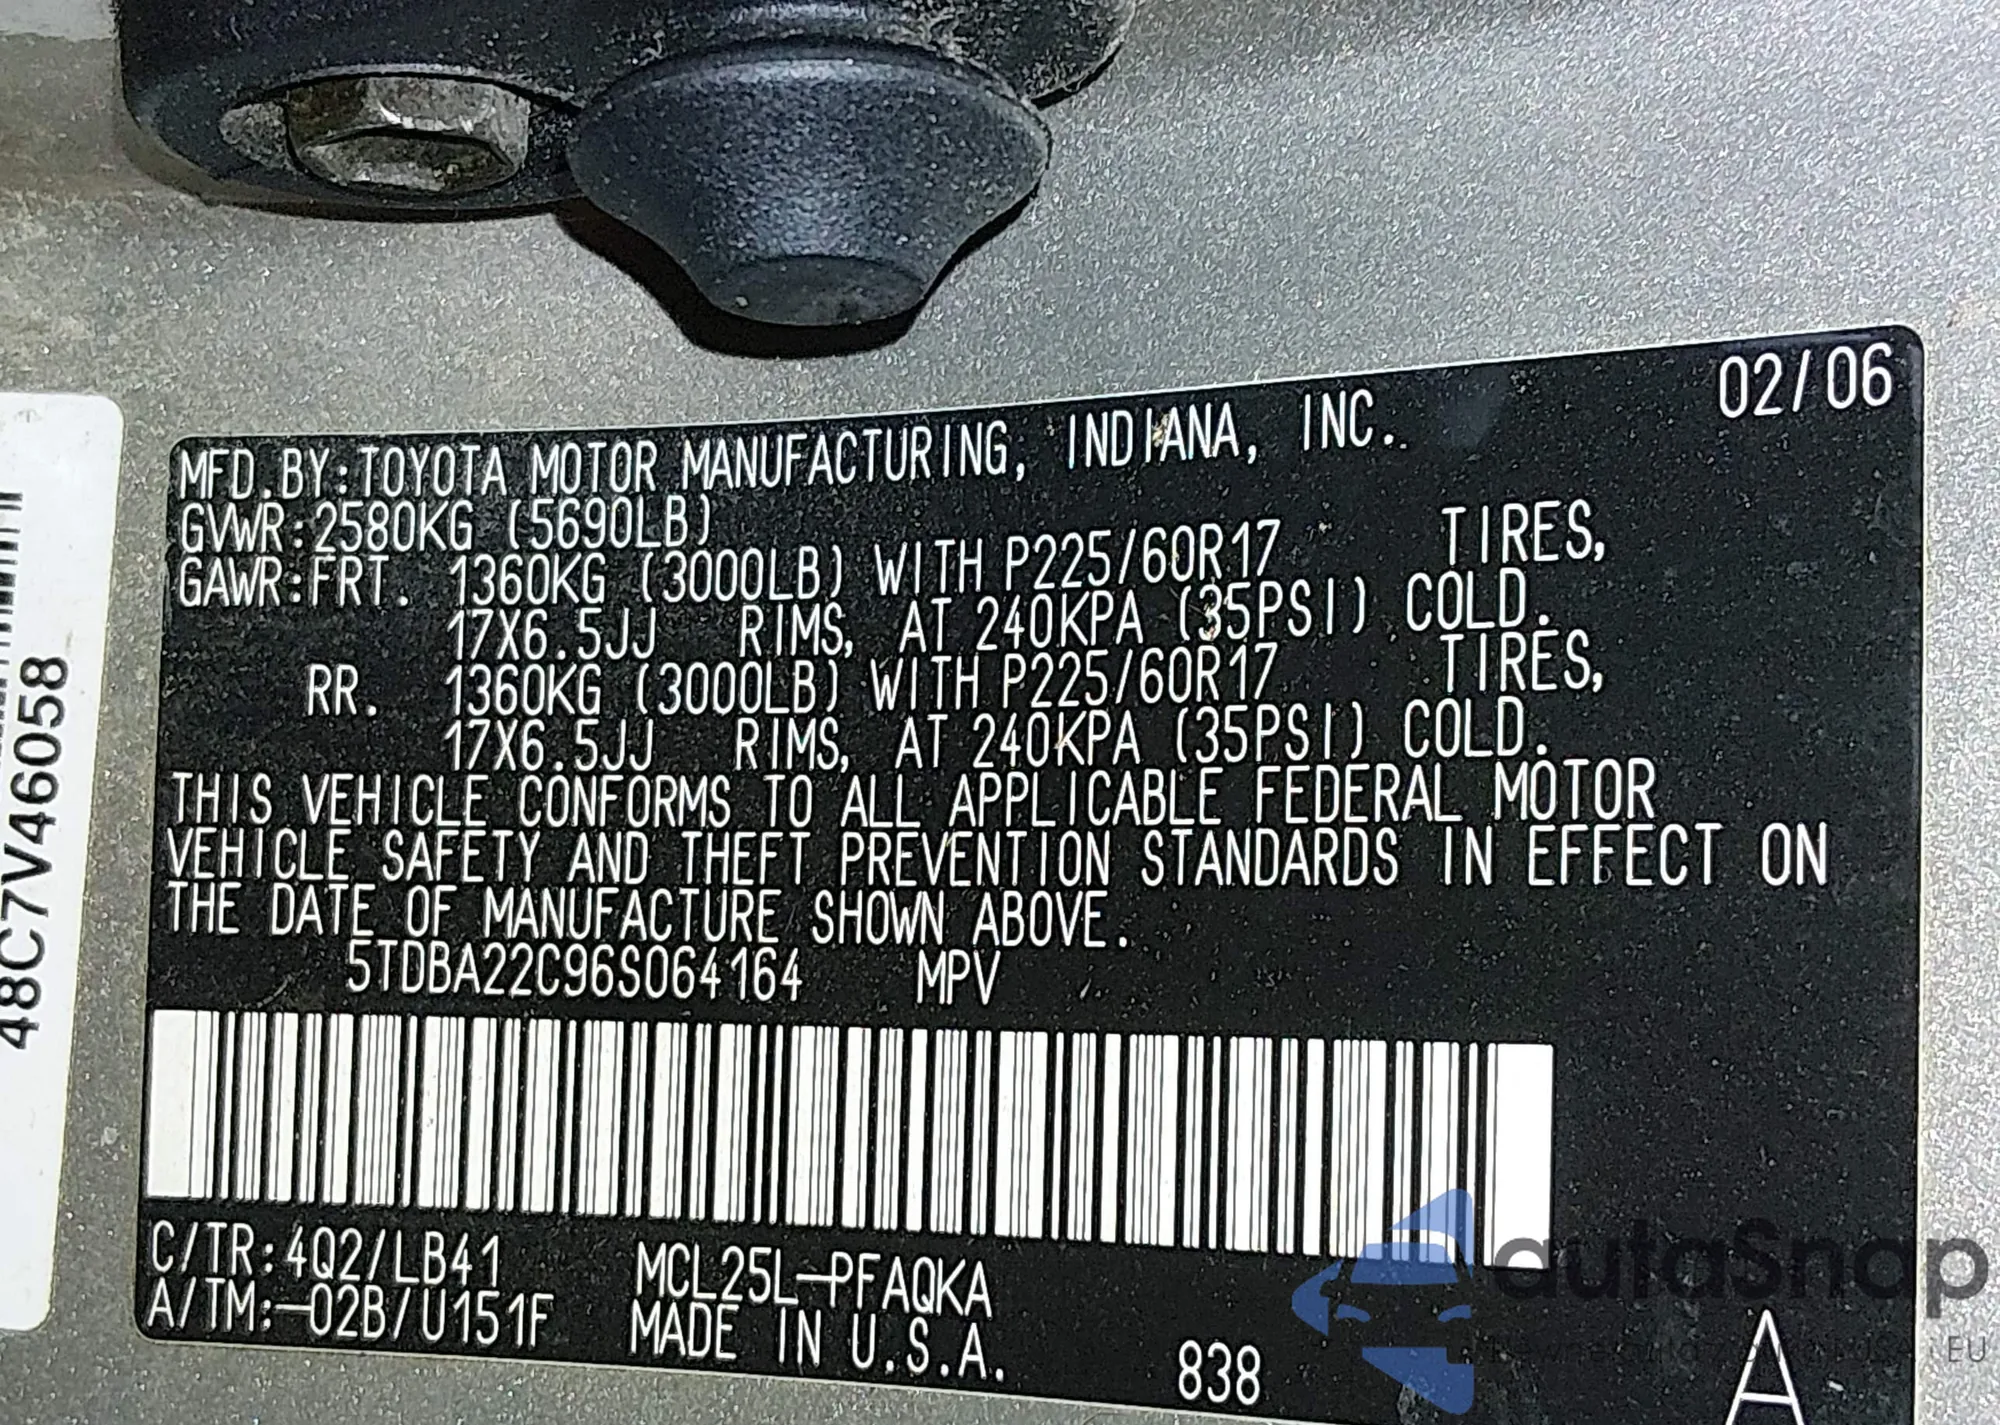 02/06
MFD.BY:TOYOTA MOTOR MANUFACTURING, INDIANA, INC.
GVWR:2580KG (5690LB)
GAWR:FRT. 1360KG (3000LB) WITH P225/60R17 TIRES,
17X6.5JJ RIMS, AT 240KPA (35PSI) COLD.
RR. 1360KG (3000LB) WITH P225/60R17 TIRES,
17X6.5JJ RIMS, AT 240KPA (35PSI) COLD.
THIS VEHICLE CONFORMS TO ALL APPLICABLE FEDERAL MOTOR
VEHICLE SAFETY AND THEFT PREVENTION STANDARDS IN EFFECT ON
THE DATE OF MANUFACTURE SHOWN ABOVE.
5TDBA22C96S064164 MPV
C/TR:4Q2/LB41 MCL25L-PFAQKA
A/TM:-02B/U151F MADE IN U.S.A.
838 A
48C7V46058
autoSnap
EU